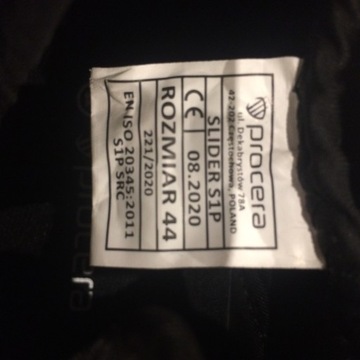 procera
ul. Dekabrystów 78A
42-202 Częstochowa, POLAND
SLIDER S1P
CE 08.2020
ROZMIAR 44
221/2020
EN ISO 20345:2011
S1P SRC
procera